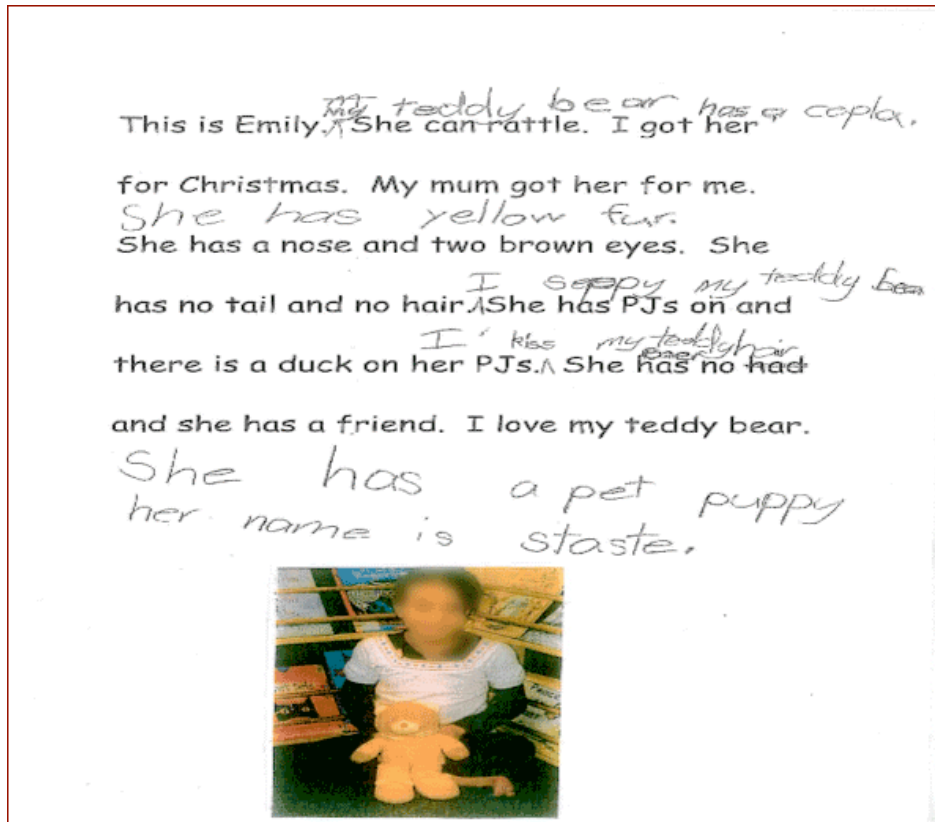 My teddy bear has a copla.
This is Emily. She can rattle. I got her
for Christmas. My mum got her for me.
She has yellow fur.
She has a nose and two brown eyes. She
I seppy my teddy bea
has no tail and no hair. She has PJs on and
I kiss my teddy hair
bear
there is a duck on her PJs. She has no had
and she has a friend. I love my teddy bear.
She has a pet puppy
her name is staste.